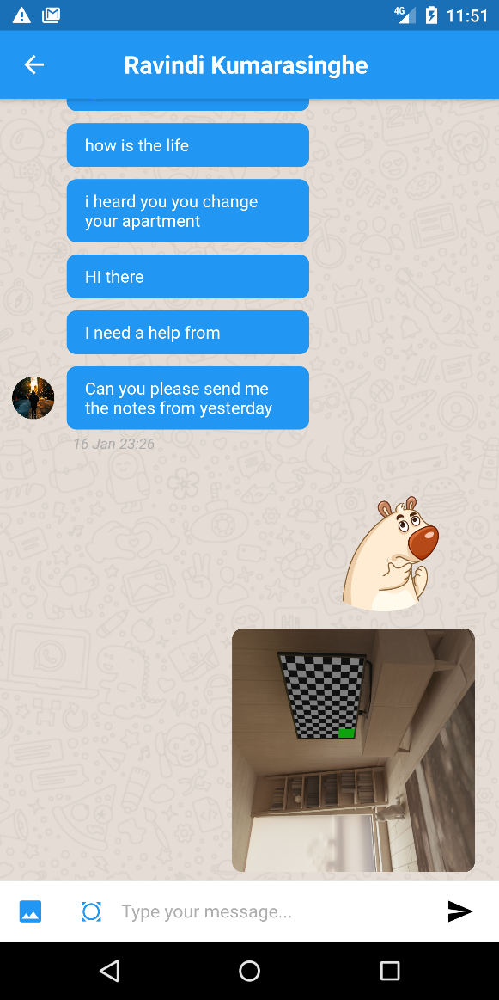 4G
11:51
Ravindi Kumarasinghe
how is the life
i heard you you change
your apartment
Hi there
I need a help from
Can you please send me
the notes from yesterday
16 Jan 23:26
Type your message...